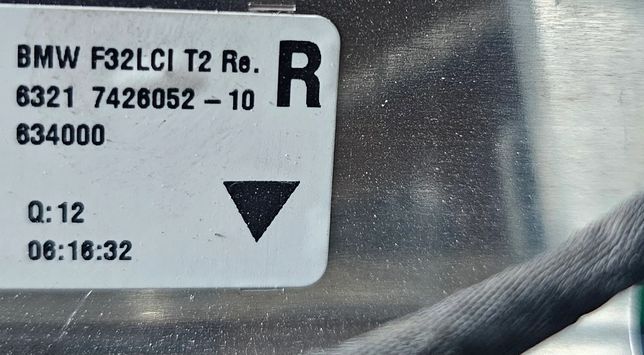 BMW F32LCI T2 Re.
R
6321 7426052-10
634000
Q:12
06:16:32